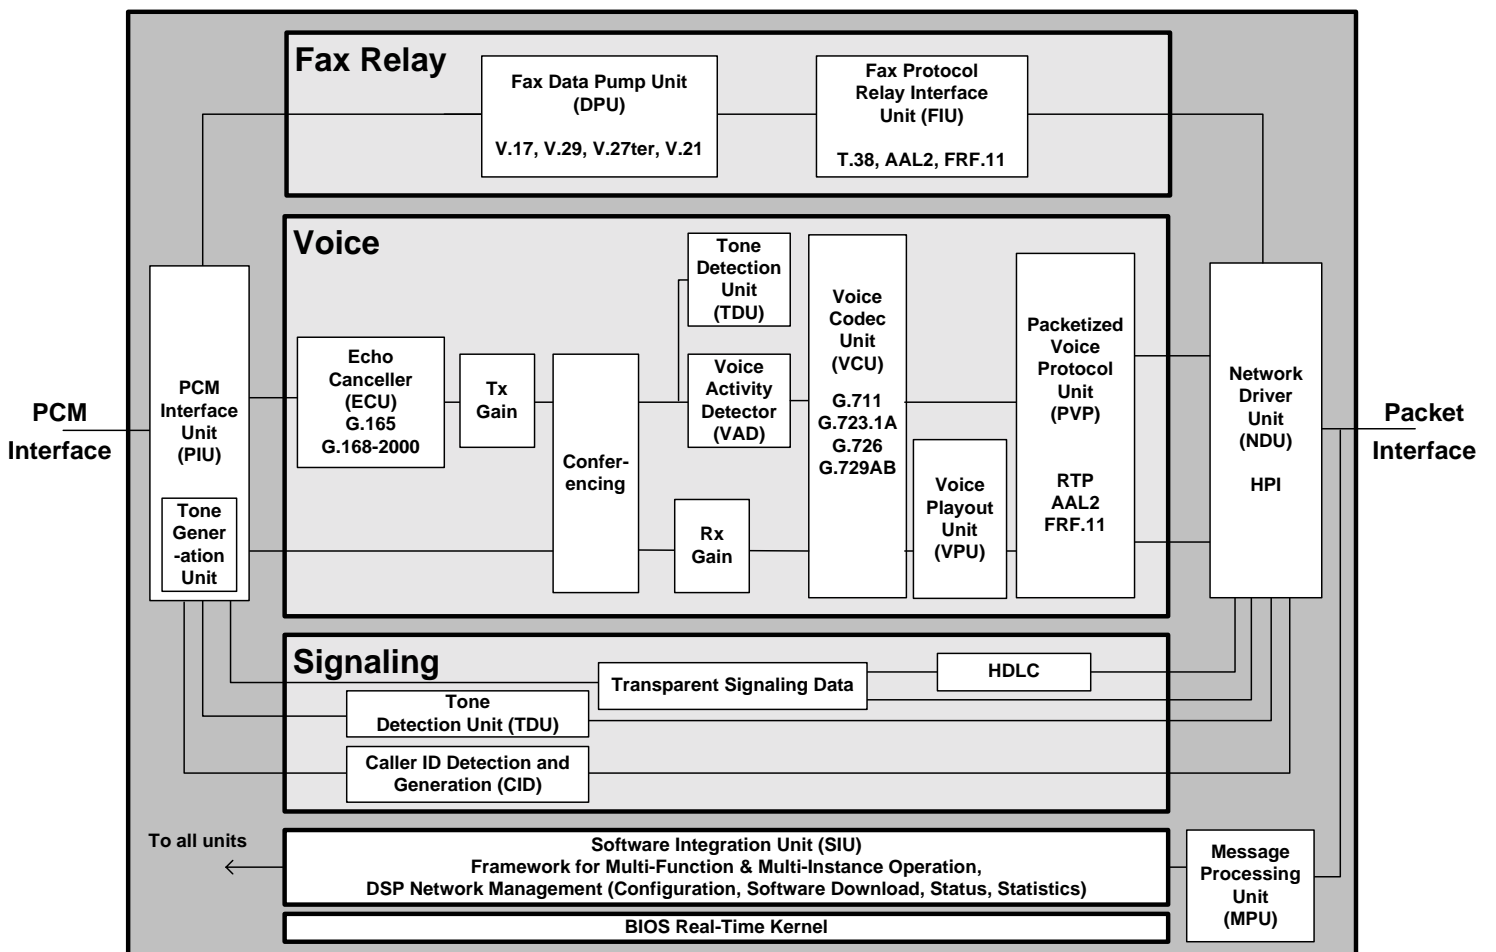 Fax Relay
Fax Data Pump Unit
(DPU)
V.17, V.29, V.27ter, V.21
Fax Protocol
Relay Interface
Unit (FIU)
T.38, AAL2, FRF.11
Voice
PCM
Interface
PCM
Interface
Unit
(PIU)
Tone
Gener
-ation
Unit
Echo
Canceller
(ECU)
G.165
G.168-2000
Tx
Gain
Confer-
encing
Tone
Detection
Unit
(TDU)
Voice
Activity
Detector
(VAD)
Rx
Gain
Voice
Codec
Unit
(VCU)
G.711
G.723.1A
G.726
G.729AB
Voice
Playout
Unit
(VPU)
Packetized
Voice
Protocol
Unit
(PVP)
RTP
AAL2
FRF.11
Network
Driver
Unit
(NDU)
HPI
Packet
Interface
Signaling
Transparent Signaling Data
HDLC
Tone
Detection Unit (TDU)
Caller ID Detection and
Generation (CID)
To all units
Software Integration Unit (SIU)
Framework for Multi-Function & Multi-Instance Operation,
DSP Network Management (Configuration, Software Download, Status, Statistics)
Message
Processing
Unit
(MPU)
BIOS Real-Time Kernel